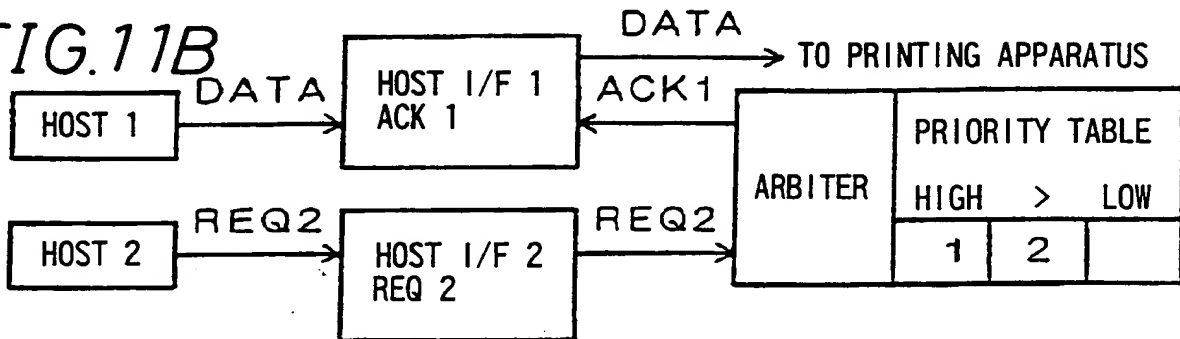 FIG.11B
DATA
TO PRINTING APPARATUS
HOST 1
DATA
HOST I/F 1
ACK 1
ACK1
HOST 2
REQ2
HOST I/F 2
REQ 2
REQ2
ARBITER
PRIORITY TABLE
HIGH > LOW
1 2